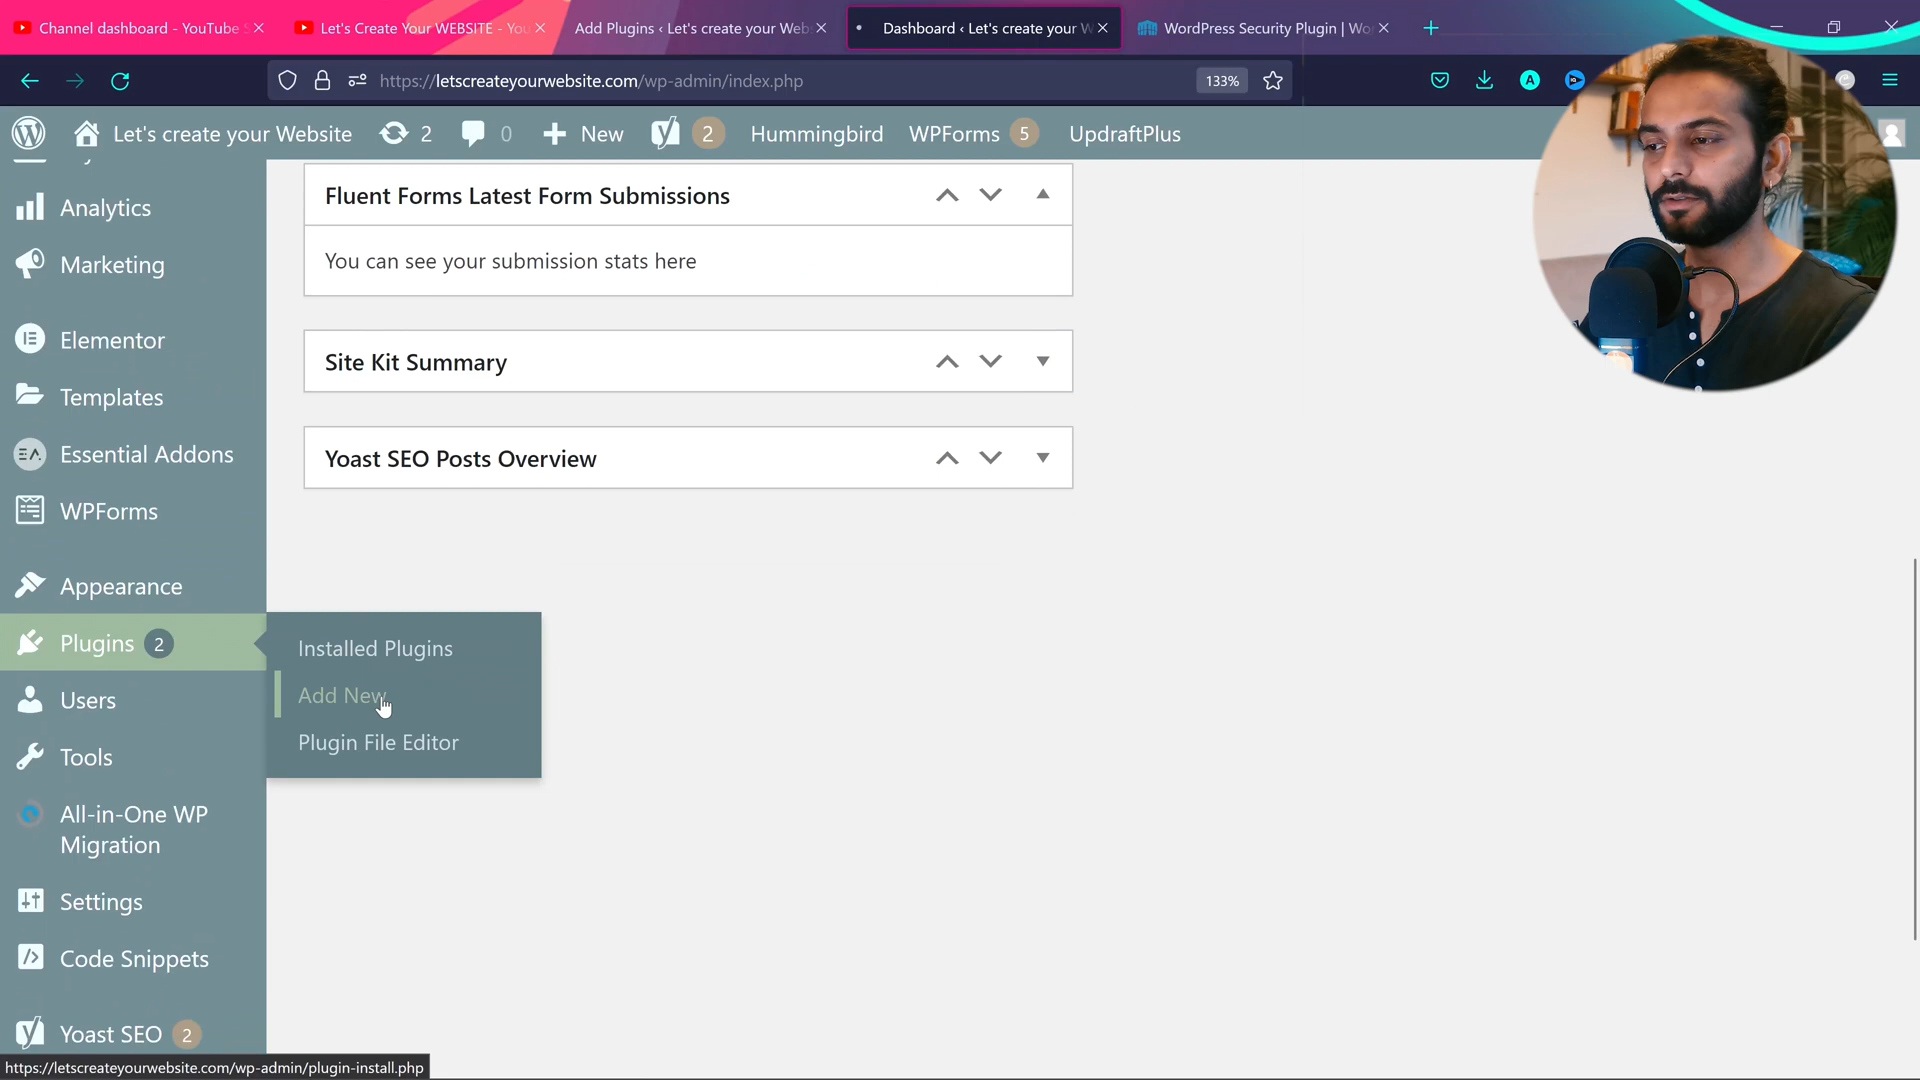 Channel dashboard - YouTube S
Let's Create Your WEBSITE - You
Add Plugins ‹ Let's create your Web
Dashboard ‹ Let's create your W
WordPress Security Plugin | Wo
https://letscreateyourwebsite.com/wp-admin/index.php
133%
Let's create your Website
2
0
New
2
Hummingbird
WPForms 5
UpdraftPlus
Analytics
Marketing
Elementor
Templates
Essential Addons
WPForms
Appearance
Plugins 2
Users
Tools
All-in-One WP
Migration
Settings
Code Snippets
Yoast SEO 2
Installed Plugins
Add New
Plugin File Editor
Fluent Forms Latest Form Submissions
You can see your submission stats here
Site Kit Summary
Yoast SEO Posts Overview
https://letscreateyourwebsite.com/wp-admin/plugin-install.php